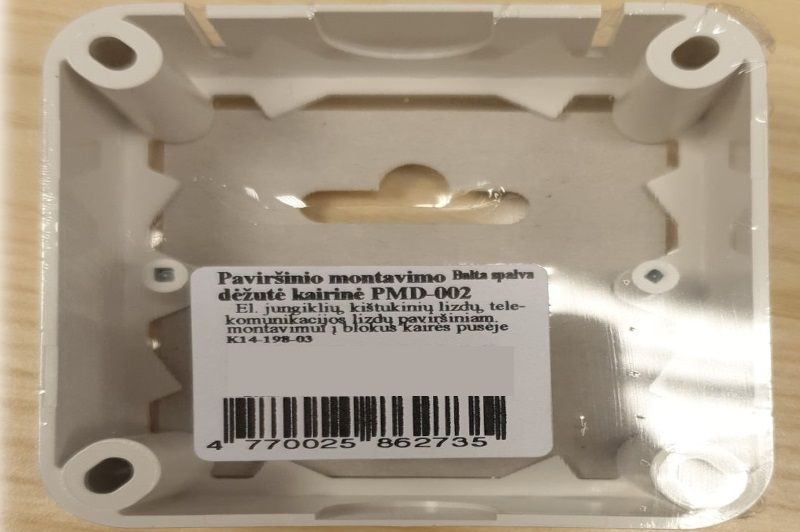 Paviršinio montavimo Balta spalva
dėžutė kairinė PMD-002
El. jungiklių, kištukinių lizdų, tele-
komunikacijos lizdų paviršiniam
montavimui į blokus kairės pusėje
K14-198-03
4 770025 862735